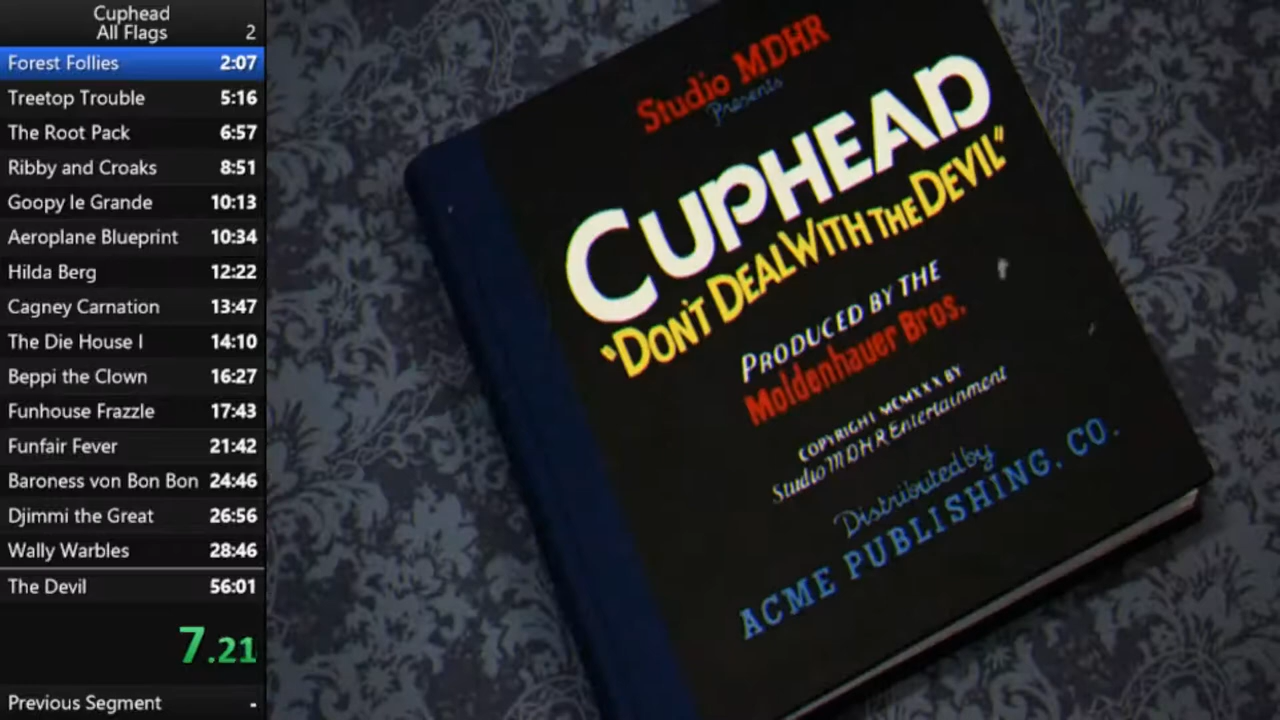 Cuphead
All Flags 2
Forest Follies 2:07
Treetop Trouble 5:16
The Root Pack 6:57
Ribby and Croaks 8:51
Goopy le Grande 10:13
Aeroplane Blueprint 10:34
Hilda Berg 12:22
Cagney Carnation 13:47
The Die House I 14:10
Beppi the Clown 16:27
Funhouse Frazzle 17:43
Funfair Fever 21:42
Baroness von Bon Bon 24:46
Djimmi the Great 26:56
Wally Warbles 28:46
The Devil 56:01
7.21
Previous Segment -
Studio MDHR
Presents
CUPHEAD
"DON'T DEAL WITH THE DEVIL"
PRODUCED BY THE
Moldenhauer Bros.
COPYRIGHT MCMXXX BY
Studio MDHR Entertainment
Distributed by
ACME PUBLISHING. CO.